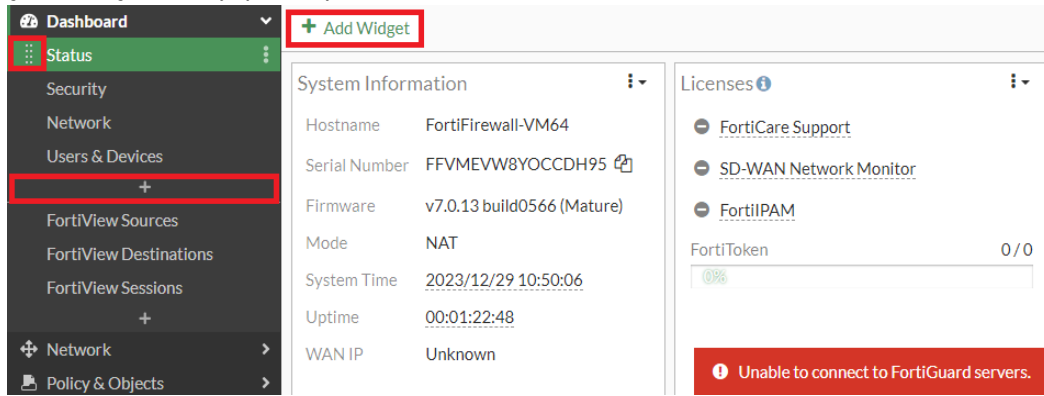 Dashboard
Status
Security
Network
Users & Devices
+
FortiView Sources
FortiView Destinations
FortiView Sessions
+
Network
Policy & Objects
+ Add Widget
System Information
Hostname FortiFirewall-VM64
Serial Number FFVMEVW8YOCCDH95
Firmware v7.0.13 build0566 (Mature)
Mode NAT
System Time 2023/12/29 10:50:06
Uptime 00:01:22:48
WAN IP Unknown
Licenses
FortiCare Support
SD-WAN Network Monitor
FortiIPAM
FortiToken 0 / 0
0%
Unable to connect to FortiGuard servers.